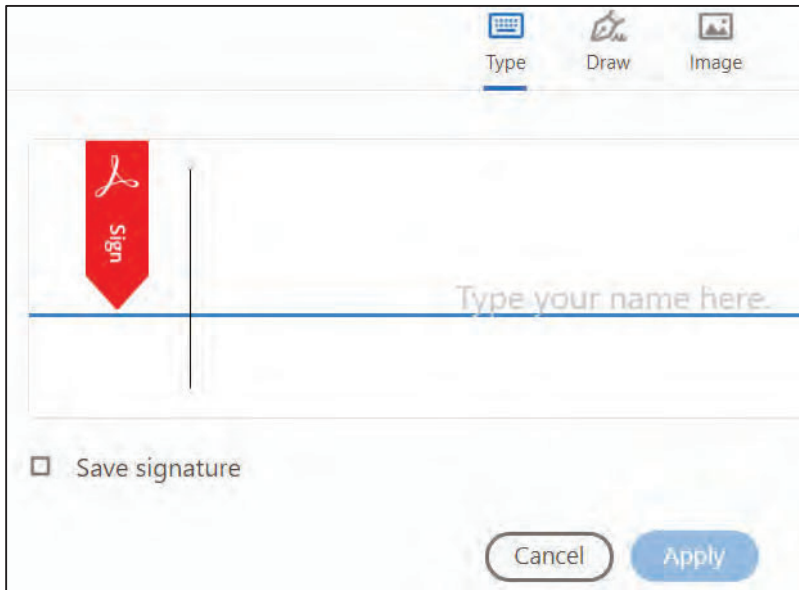 Type Draw Image
Sign
Type your name here.
Save signature
Cancel Apply